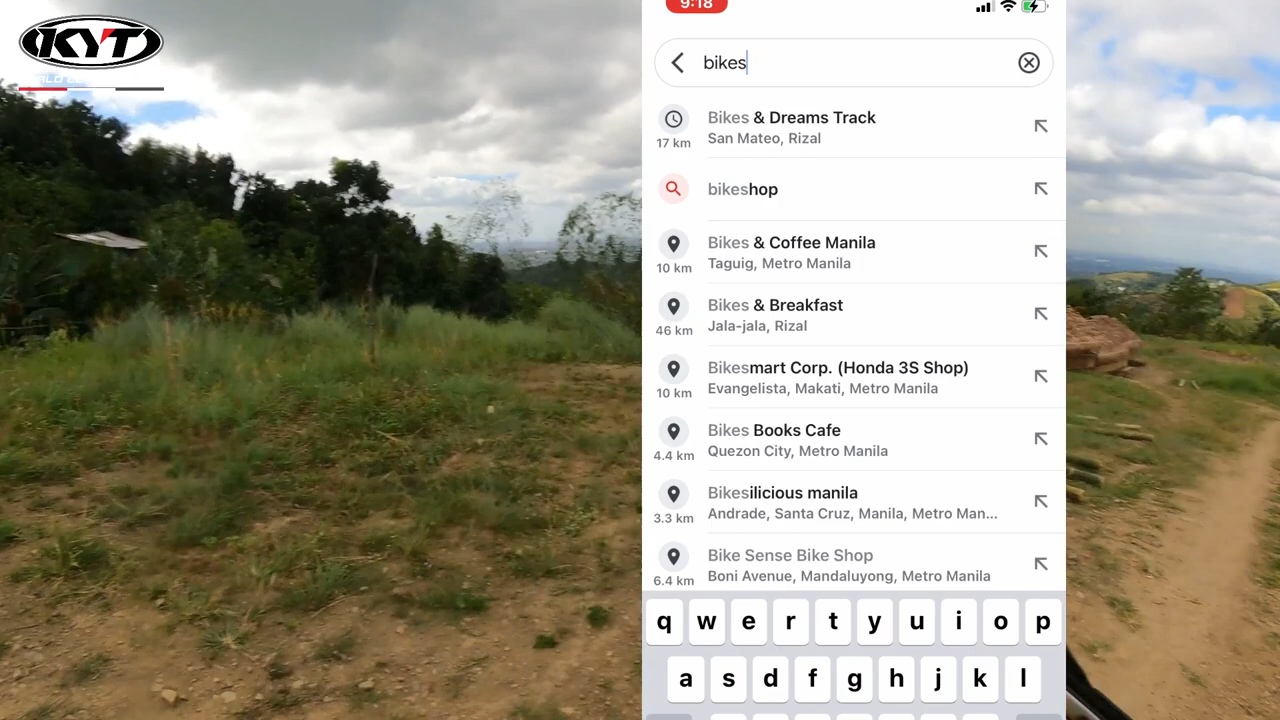 KYT
9:18
bikes
Bikes & Dreams Track
17 km
San Mateo, Rizal
bikeshop
Bikes & Coffee Manila
10 km
Taguig, Metro Manila
Bikes & Breakfast
46 km
Jala-jala, Rizal
Bikesmart Corp. (Honda 3S Shop)
10 km
Evangelista, Makati, Metro Manila
Bikes Books Cafe
4.4 km
Quezon City, Metro Manila
Bikesilicious manila
3.3 km
Andrade, Santa Cruz, Manila, Metro Man...
Bike Sense Bike Shop
6.4 km
Boni Avenue, Mandaluyong, Metro Manila
q w e r t y u i o p
a s d f g h j k l